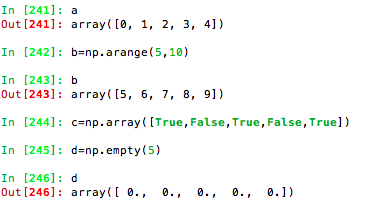 In [241]: a
Out[241]: array([0, 1, 2, 3, 4])
In [242]: b=np.arange(5,10)
In [243]: b
Out[243]: array([5, 6, 7, 8, 9])
In [244]: c=np.array([True,False,True,False,True])
In [245]: d=np.empty(5)
In [246]: d
Out[246]: array([ 0.,  0.,  0.,  0.,  0.])